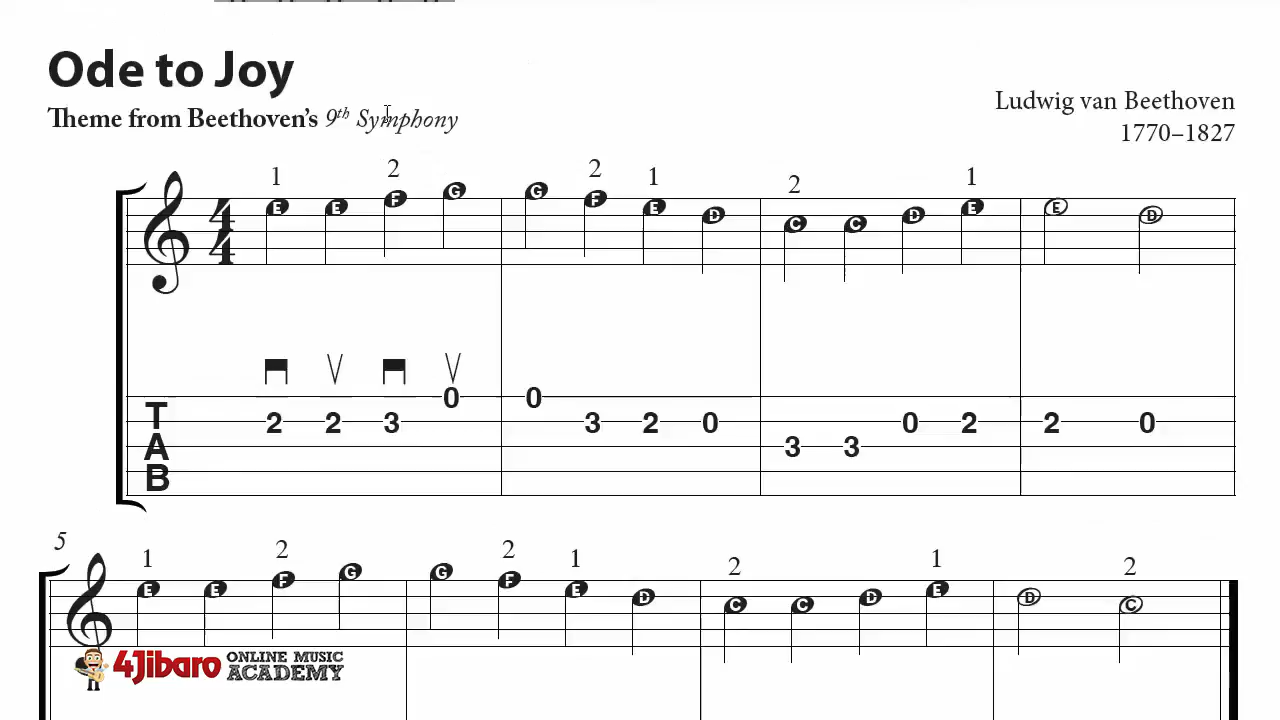 Ode to Joy
Theme from Beethoven's 9th Symphony
Ludwig van Beethoven
1770–1827
1 2 2 1 2 1
4 4
E E F G G F E D C C D E E D
T A B
2 2 3 0 0 3 2 0 3 3 0 2 2 0
5
1 2 2 1 2 1 2
E E F G G F E D C C D E D C
4Jibaro ONLINE MUSIC ACADEMY